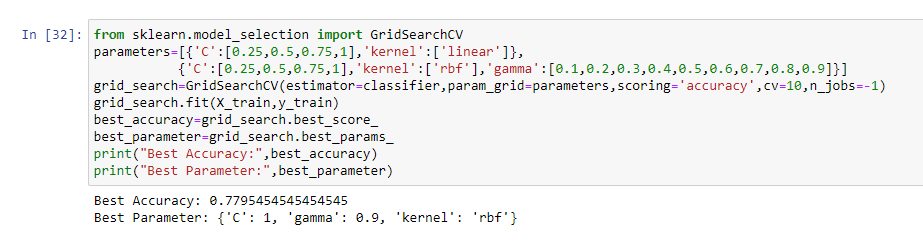 In [32]: from sklearn.model_selection import GridSearchCV
parameters=[{'C':[0.25,0.5,0.75,1],'kernel':['linear']},
{'C':[0.25,0.5,0.75,1],'kernel':['rbf'],'gamma':[0.1,0.2,0.3,0.4,0.5,0.6,0.7,0.8,0.9]}]
grid_search=GridSearchCV(estimator=classifier,param_grid=parameters,scoring='accuracy',cv=10,n_jobs=-1)
grid_search.fit(X_train,y_train)
best_accuracy=grid_search.best_score_
best_parameter=grid_search.best_params_
print("Best Accuracy:",best_accuracy)
print("Best Parameter:",best_parameter)
Best Accuracy: 0.7795454545454545
Best Parameter: {'C': 1, 'gamma': 0.9, 'kernel': 'rbf'}